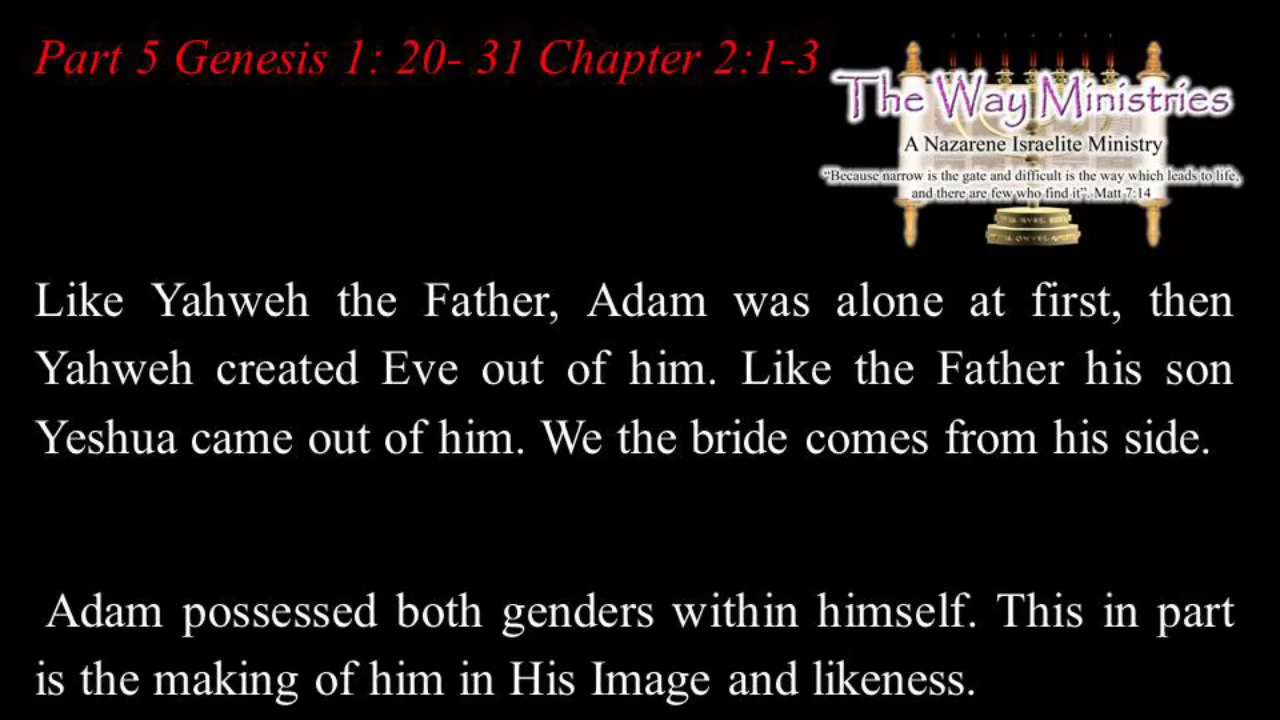 Part 5 Genesis 1: 20- 31 Chapter 2:1-3
The Way Ministries
A Nazarene Israelite Ministry
"Because narrow is the gate and difficult is the way which leads to life,
and there are few who find it". Matt 7:14
Like Yahweh the Father, Adam was alone at first, then
Yahweh created Eve out of him. Like the Father his son
Yeshua came out of him. We the bride comes from his side.
Adam possessed both genders within himself. This in part
is the making of him in His Image and likeness.